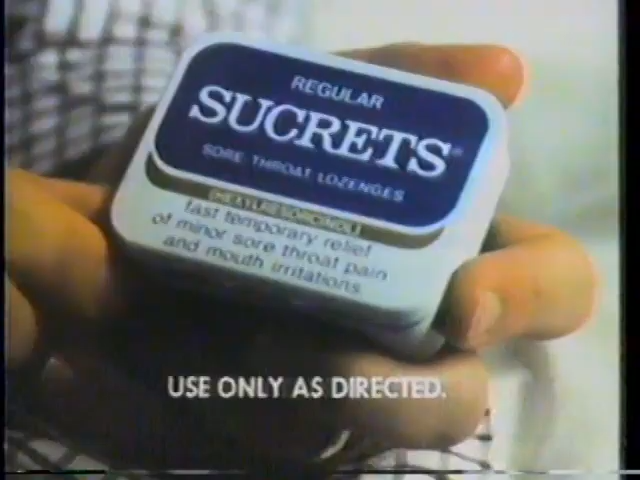 REGULAR
SUCRETS®
SORE THROAT LOZENGES
(HEXYLRESORCINOL)
fast temporary relief
of minor sore throat pain
and mouth irritations
USE ONLY AS DIRECTED.